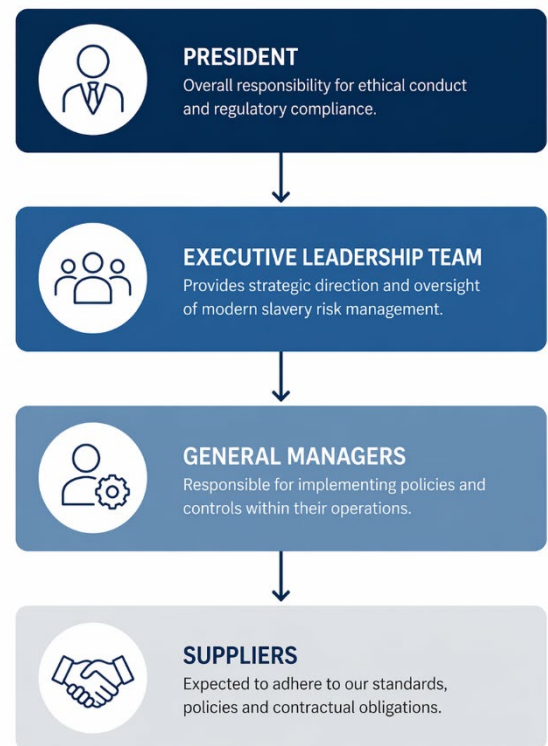 PRESIDENT
Overall responsibility for ethical conduct
and regulatory compliance.
EXECUTIVE LEADERSHIP TEAM
Provides strategic direction and oversight
of modern slavery risk management.
GENERAL MANAGERS
Responsible for implementing policies and
controls within their operations.
SUPPLIERS
Expected to adhere to our standards,
policies and contractual obligations.